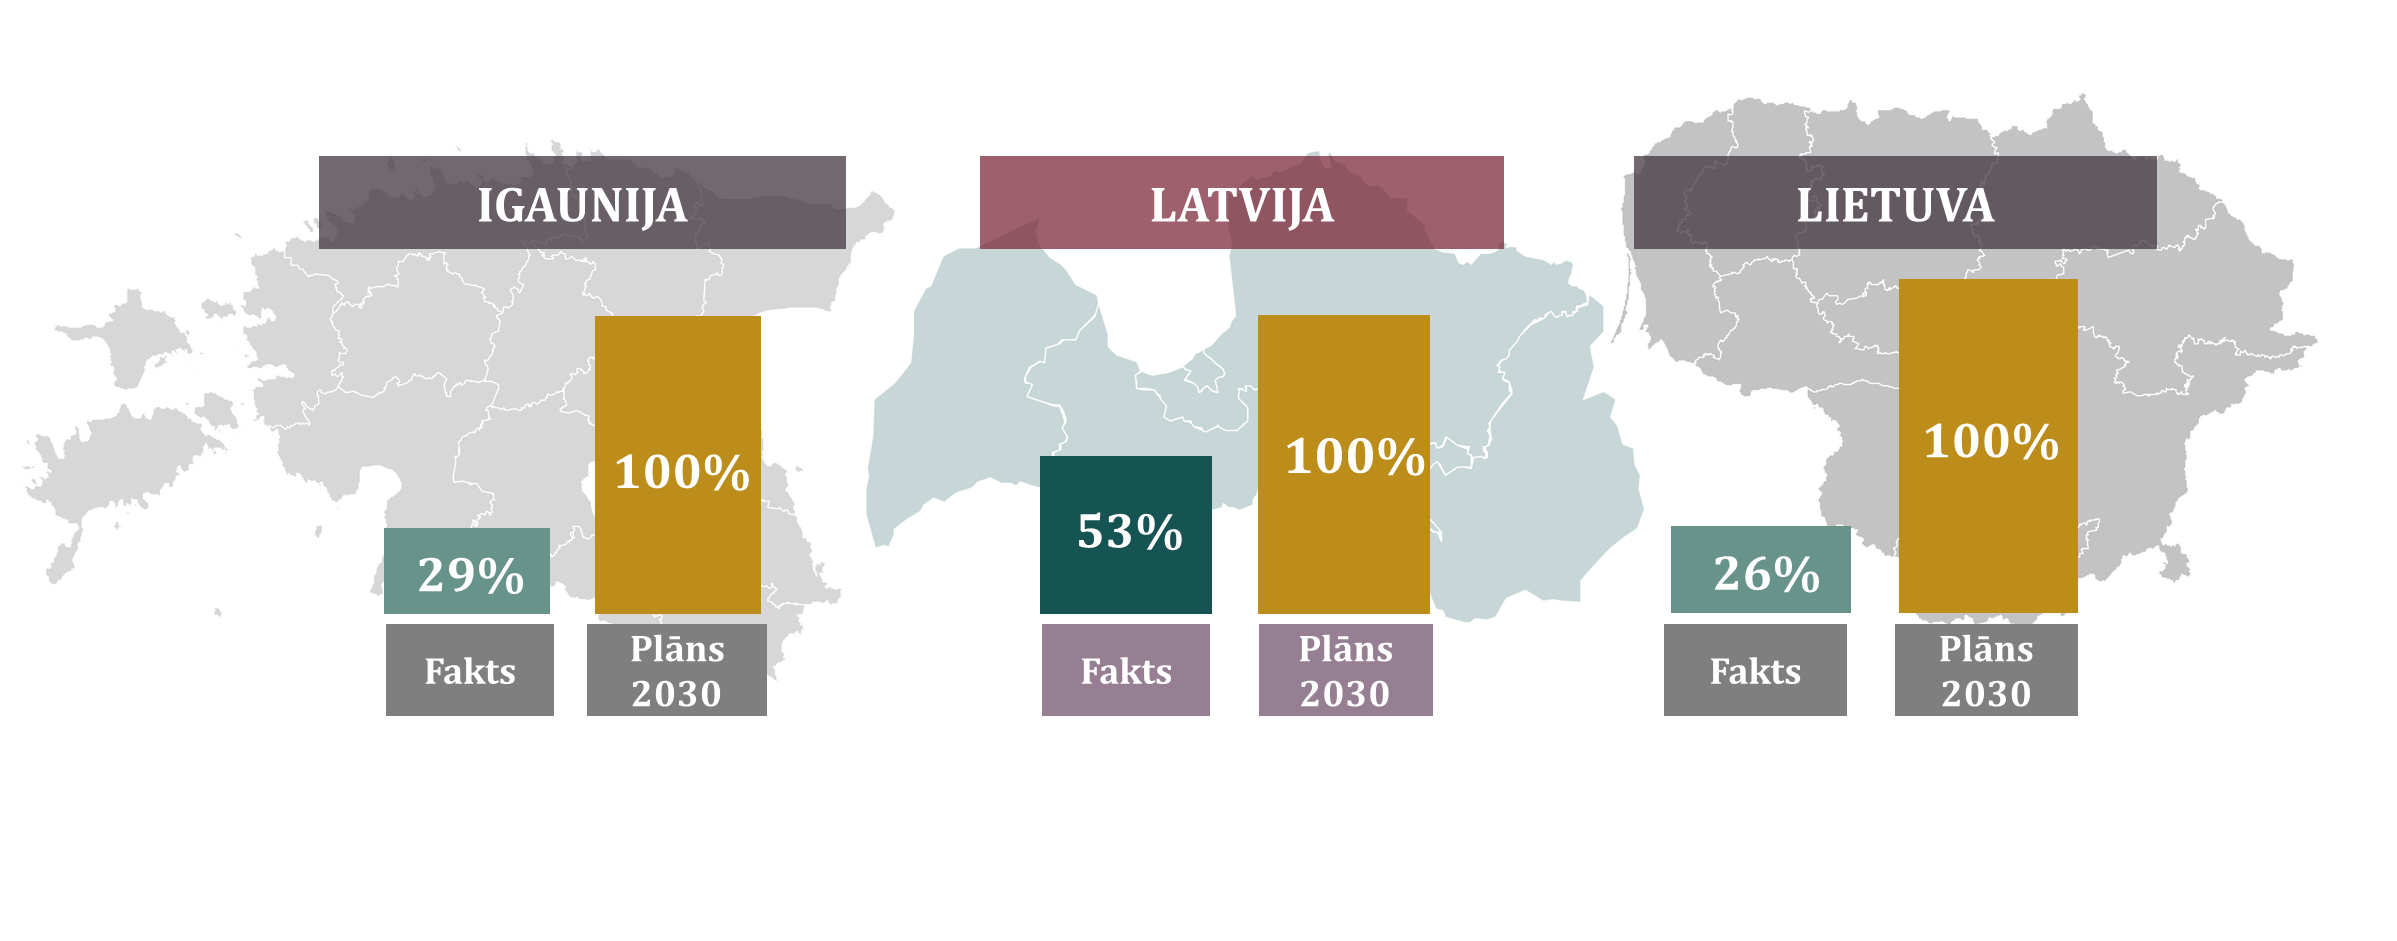 IGAUNIJA
29%
100%
Fakts
Plāns
2030
LATVIJA
53%
100%
Fakts
Plāns
2030
LIETUVA
26%
100%
Fakts
Plāns
2030